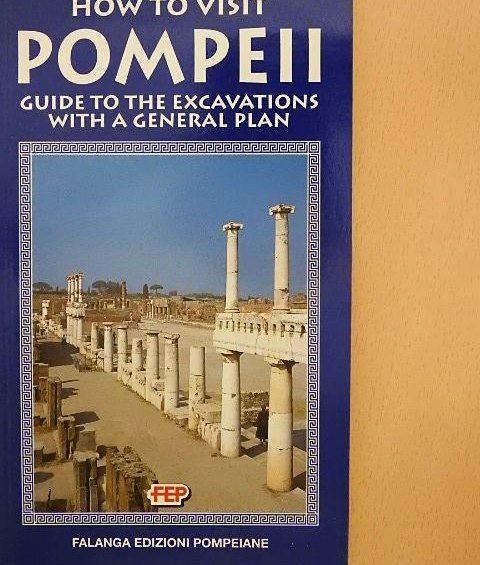 HOW TO VISIT
POMPEII
GUIDE TO THE EXCAVATIONS
WITH A GENERAL PLAN
FEP
FALANGA EDIZIONI POMPEIANE